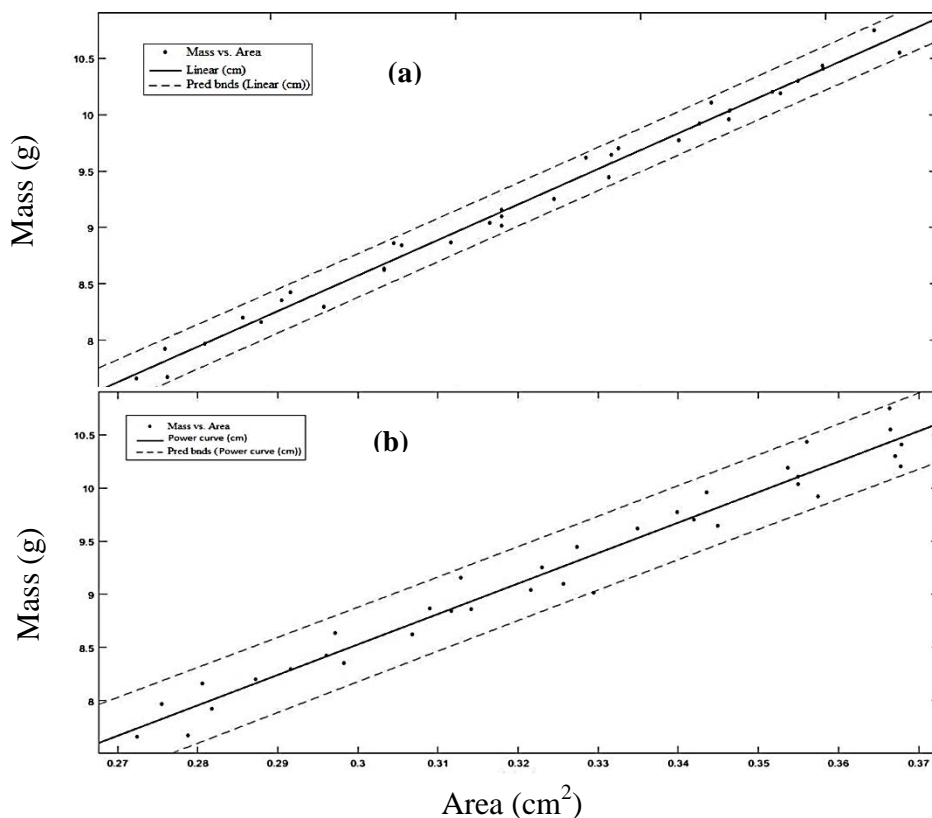 (a)
Mass vs. Area
Linear (cm)
Pred bnds (Linear (cm))
Mass (g)
10.5
10
9.5
9
8.5
8
(b)
Mass vs. Area
Power curve (cm)
Pred bnds (Power curve (cm))
Mass (g)
10.5
10
9.5
9
8.5
8
0.27 0.28 0.29 0.3 0.31 0.32 0.33 0.34 0.35 0.36 0.37
Area (cm²)